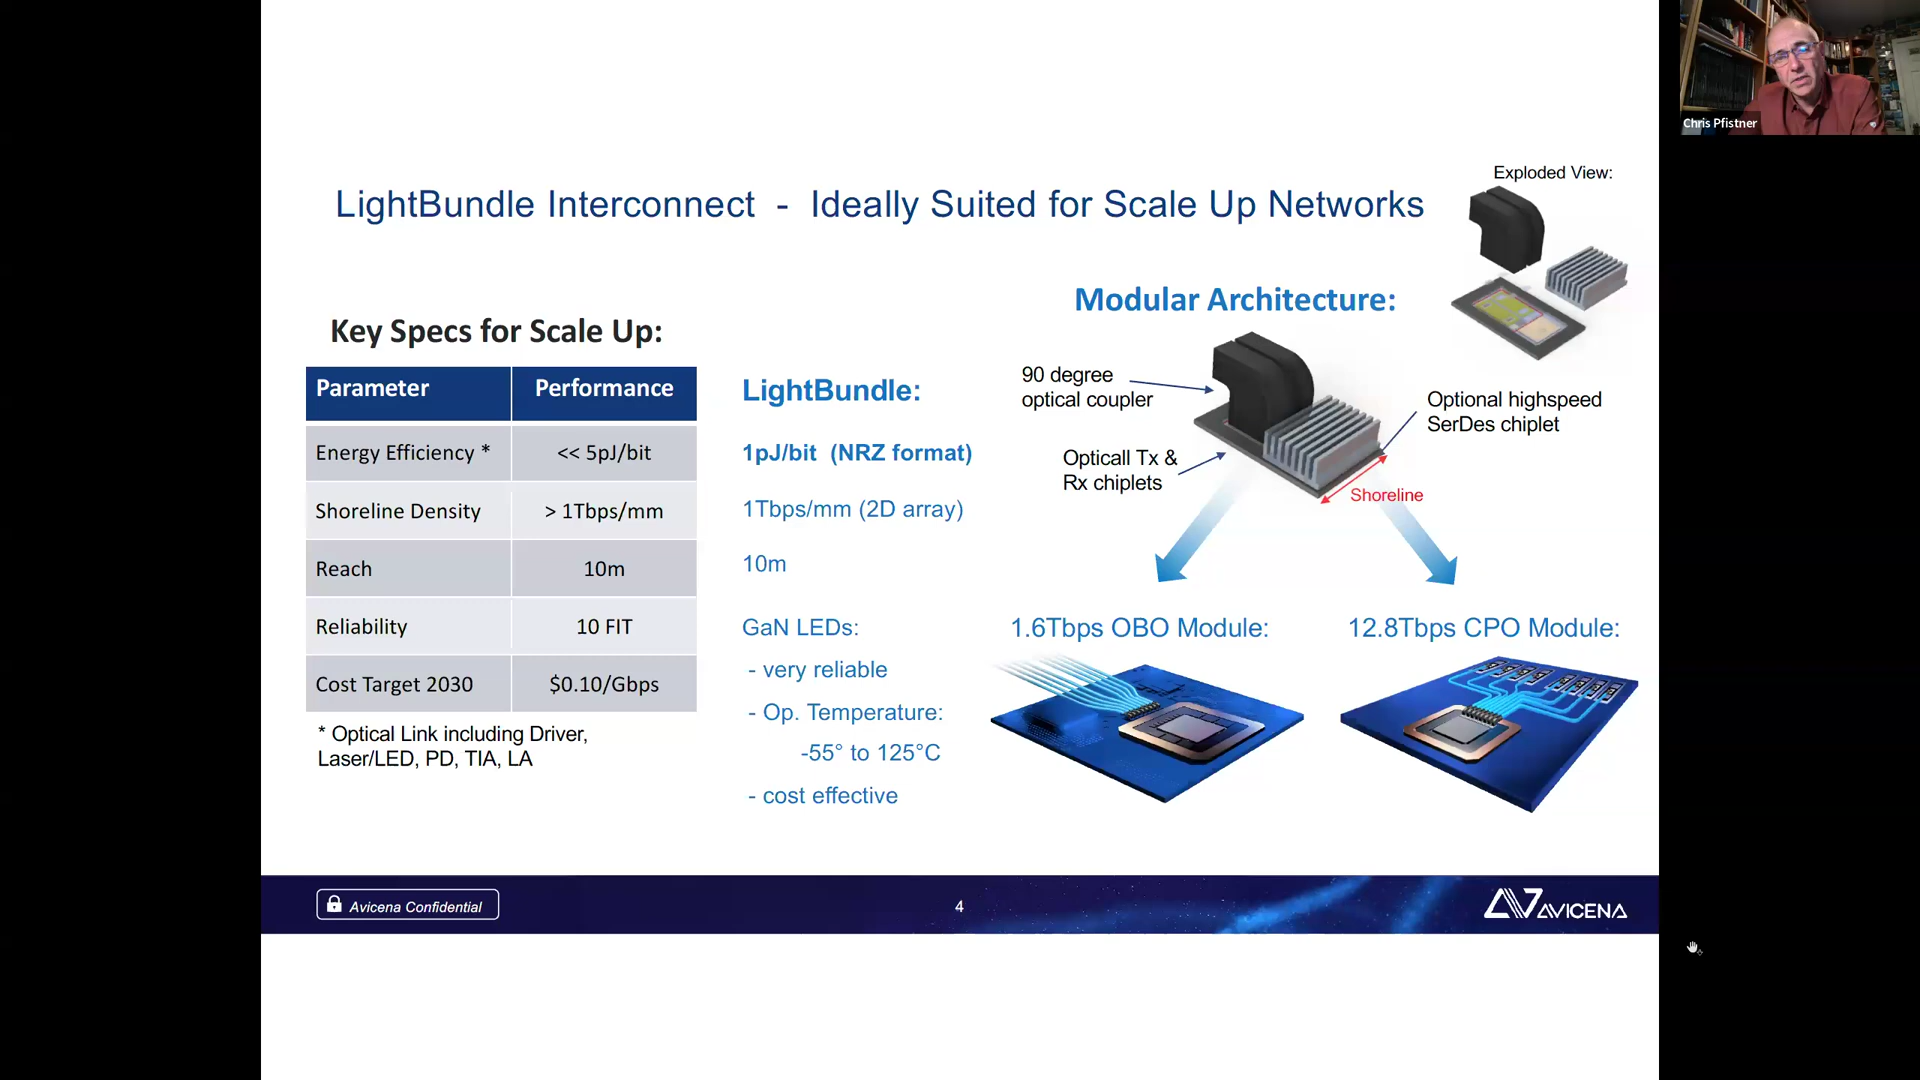 Chris Pfistner
Exploded View:
LightBundle Interconnect - Ideally Suited for Scale Up Networks
Modular Architecture:
Key Specs for Scale Up:
Parameter Performance
Energy Efficiency * << 5pJ/bit
Shoreline Density > 1Tbps/mm
Reach 10m
Reliability 10 FIT
Cost Target 2030 $0.10/Gbps
* Optical Link including Driver,
Laser/LED, PD, TIA, LA
LightBundle:
1pJ/bit (NRZ format)
1Tbps/mm (2D array)
10m
GaN LEDs:
- very reliable
- Op. Temperature:
-55° to 125°C
- cost effective
90 degree
optical coupler
Opticall Tx &
Rx chiplets
Optional highspeed
SerDes chiplet
Shoreline
1.6Tbps OBO Module:
12.8Tbps CPO Module:
Avicena Confidential
4
AVICENA